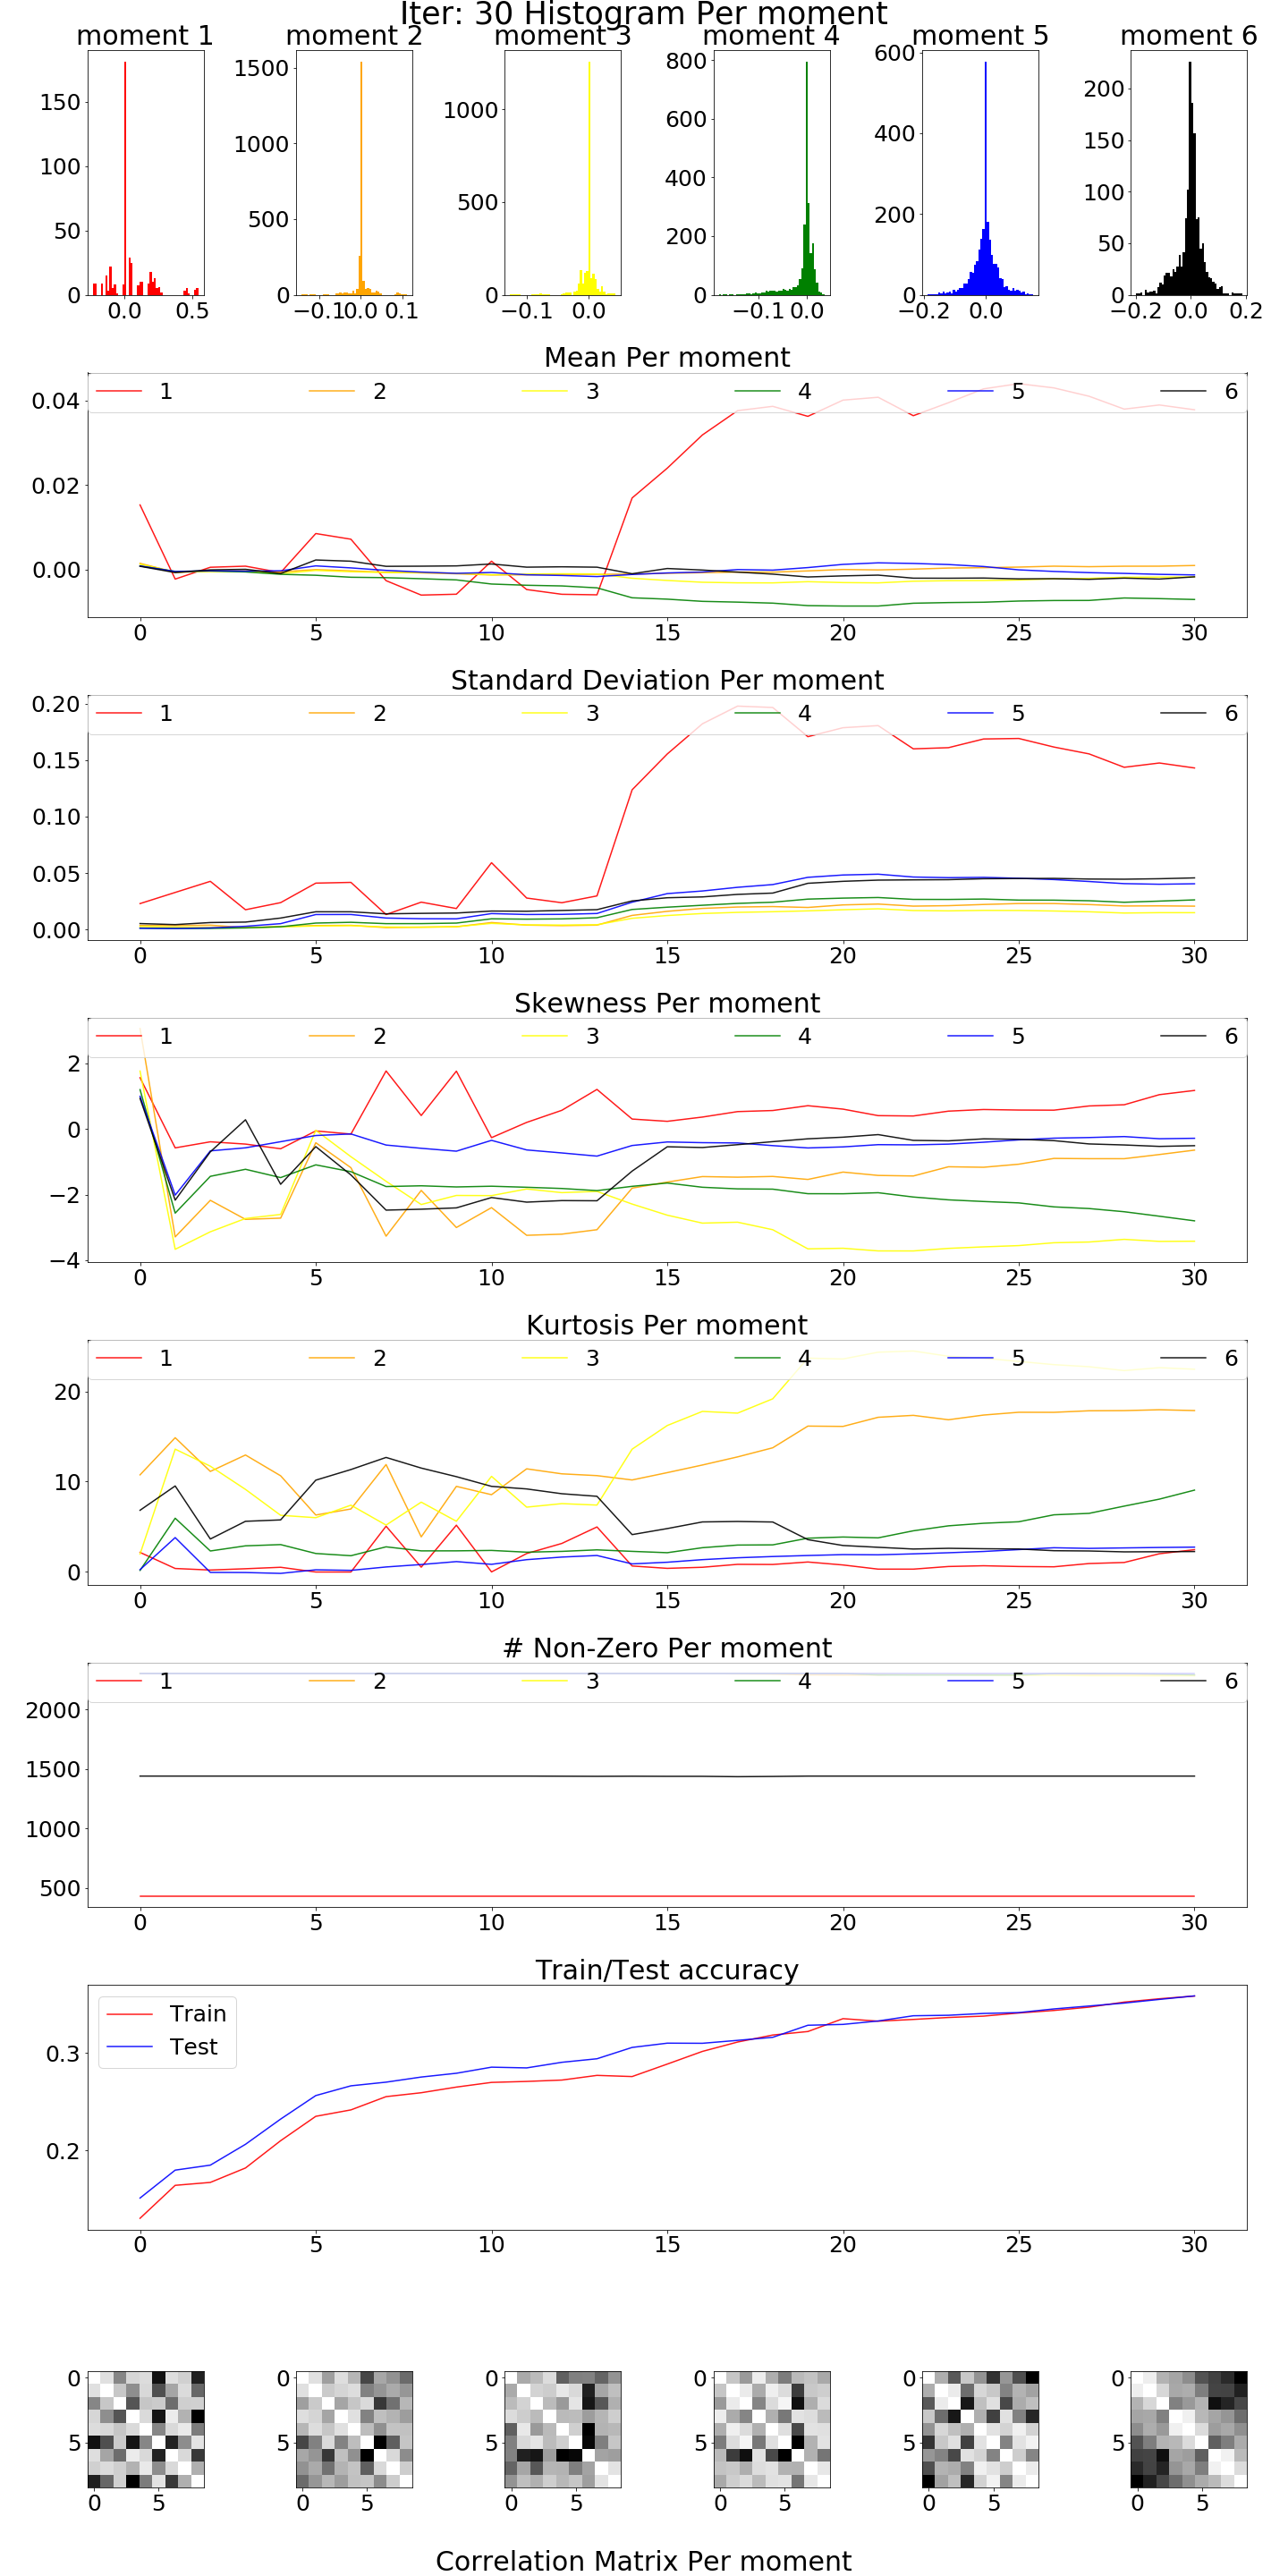 Iter: 30 Histogram Per moment
moment 1 moment 2 moment 3 moment 4 moment 5 moment 6
150
100
50
0
0.0 0.5
1500
1000
500
0
−0.1 0.0 0.1
1000
500
0
−0.1 0.0
800
600
400
200
0
−0.1 0.0
600
400
200
0
−0.2 0.0
200
150
100
50
0
−0.2 0.0 0.2
Mean Per moment
1 2 3 4 5 6
0.04
0.02
0.00
0 5 10 15 20 25 30
Standard Deviation Per moment
1 2 3 4 5 6
0.20
0.15
0.10
0.05
0.00
0 5 10 15 20 25 30
Skewness Per moment
1 2 3 4 5 6
2
0
−2
−4
0 5 10 15 20 25 30
Kurtosis Per moment
1 2 3 4 5 6
20
10
0
0 5 10 15 20 25 30
# Non-Zero Per moment
1 2 3 4 5 6
2000
1500
1000
500
0 5 10 15 20 25 30
Train/Test accuracy
Train
Test
0.3
0.2
0 5 10 15 20 25 30
0 0 0 0 0 0
5 5 5 5 5 5
0 5 0 5 0 5 0 5 0 5 0 5
Correlation Matrix Per moment